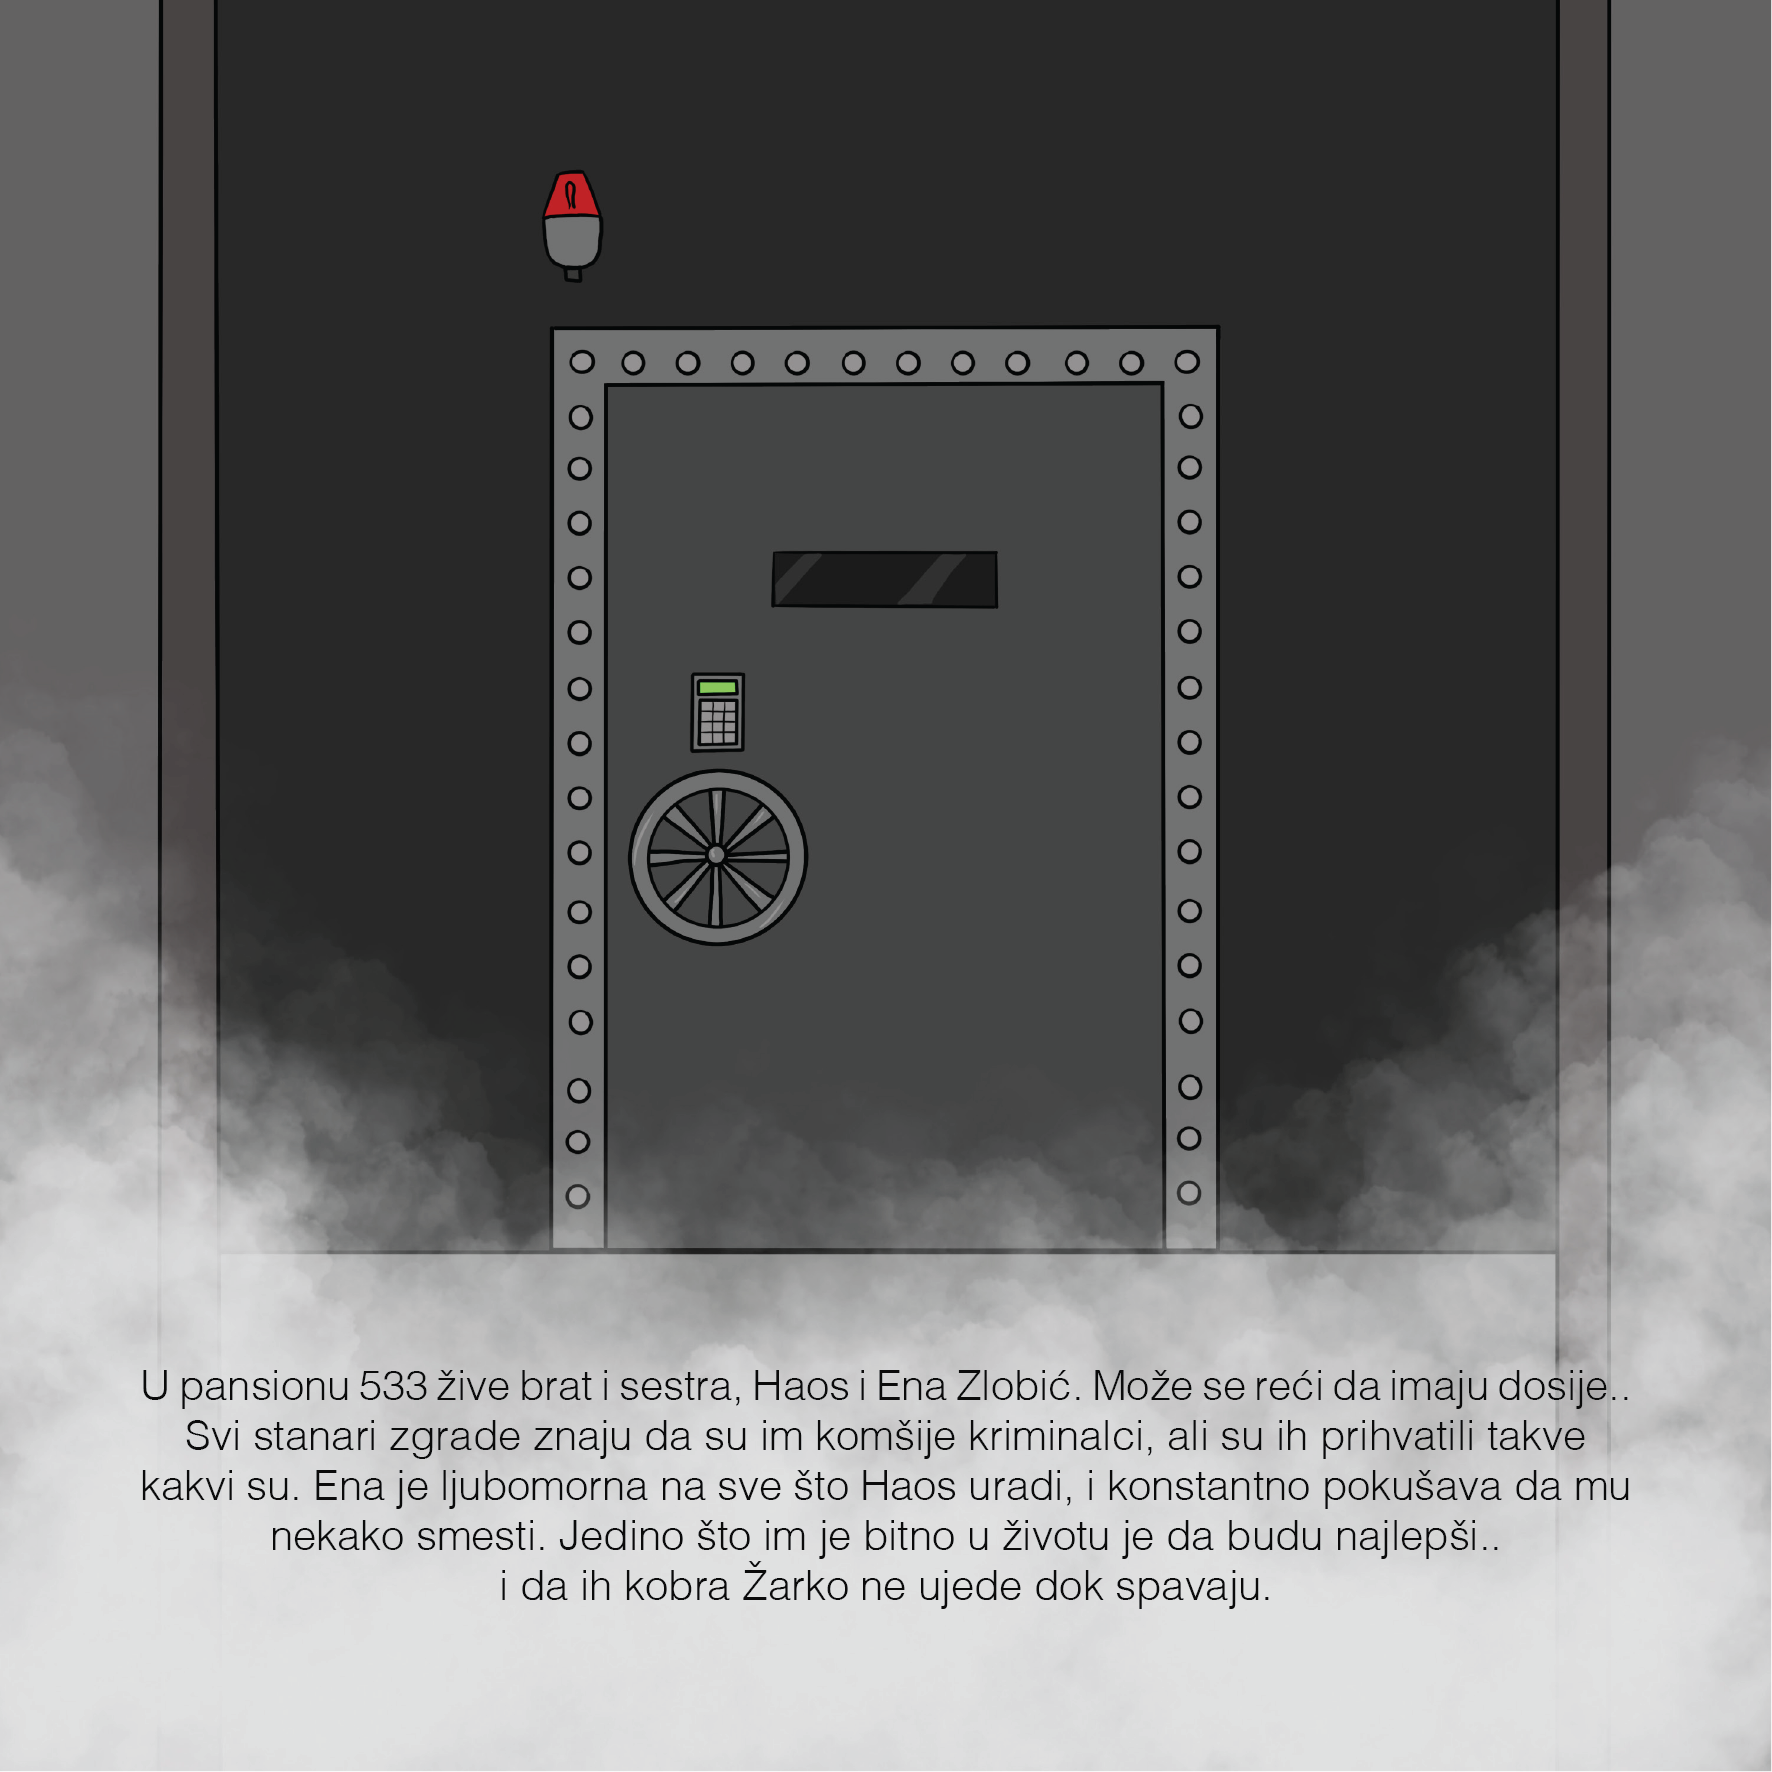 U pansionu 533 žive brat i sestra, Haos i Ena Zlobić. Može se reći da imaju dosije..
Svi stanari zgrade znaju da su im komšije kriminalci, ali su ih prihvatili takve
kakvi su. Ena je ljubomorna na sve što Haos uradi, i konstantno pokušava da mu
nekako smesti. Jedino što im je bitno u životu je da budu najlepši..
i da ih kobra Žarko ne ujede dok spavaju.